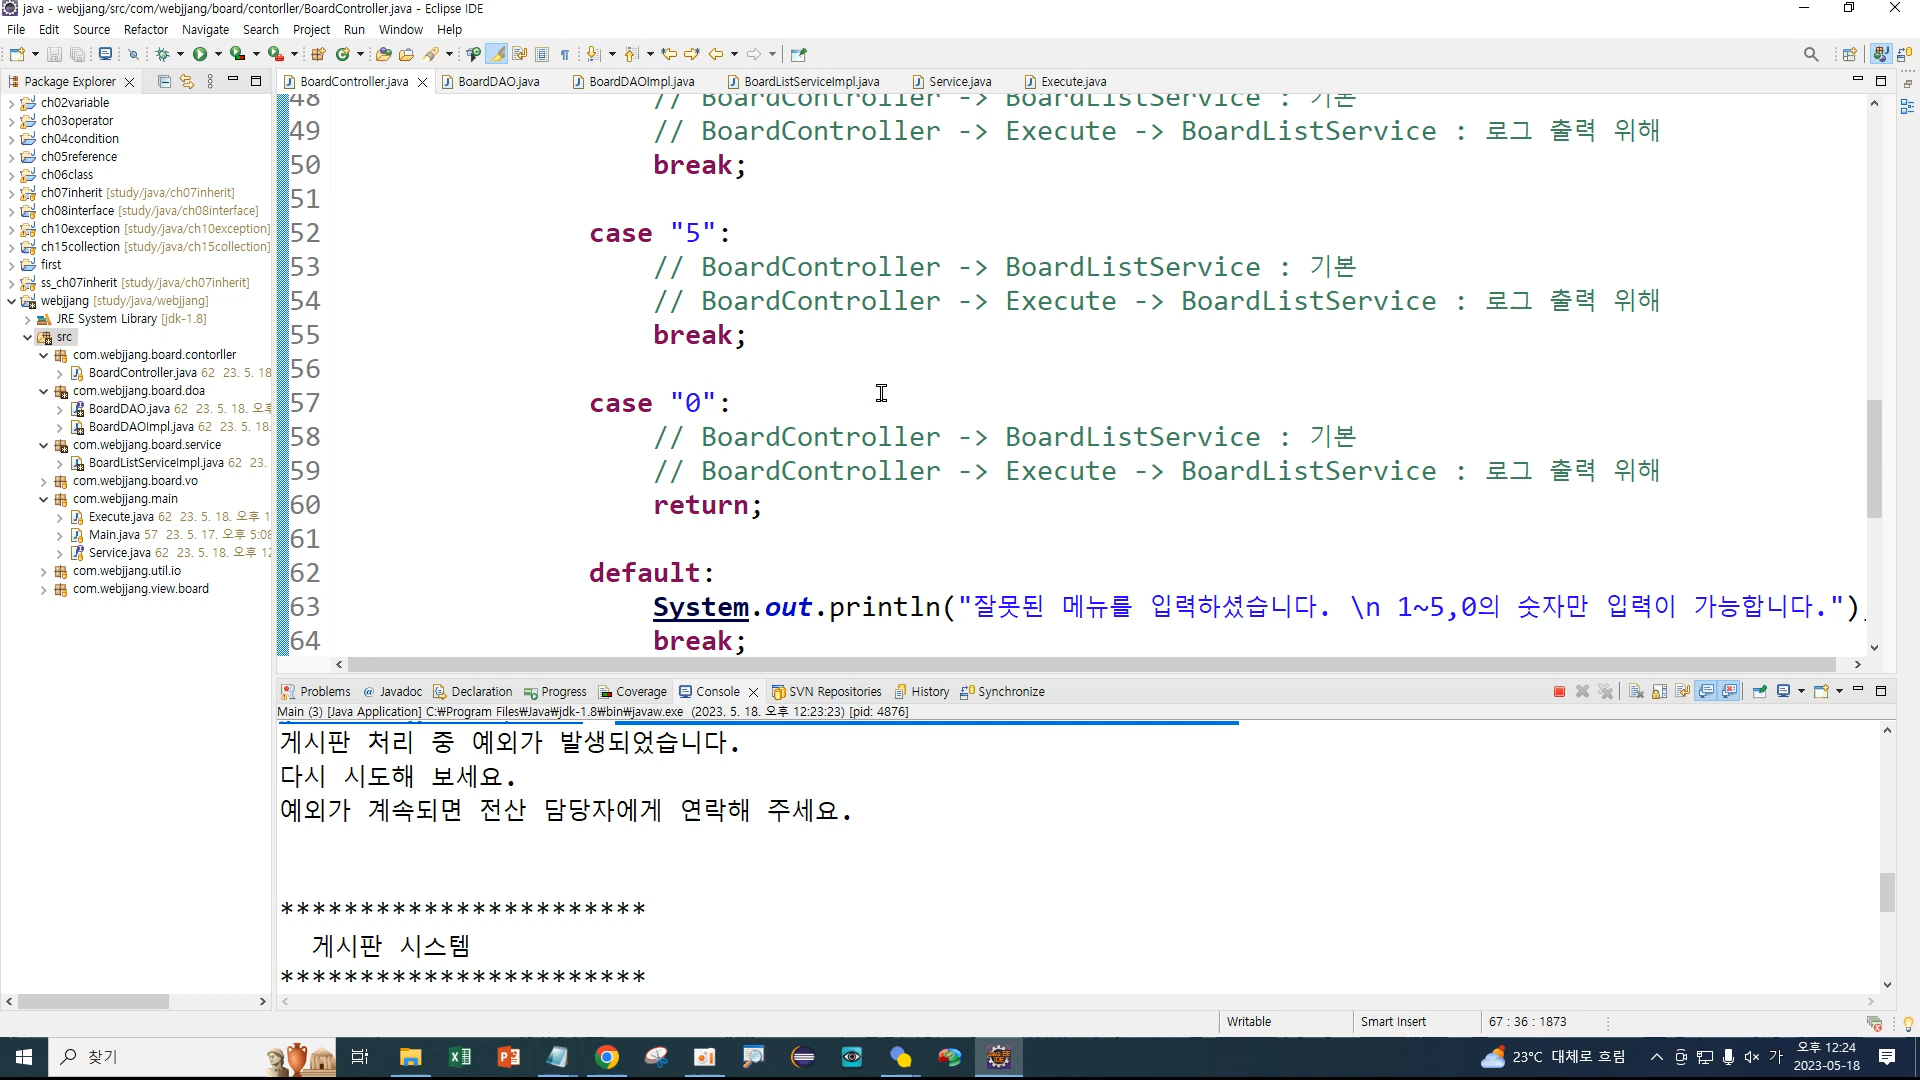 java - webjjang/src/com/webjjang/board/contorller/BoardController.java - Eclipse IDE
File Edit Source Refactor Navigate Search Project Run Window Help
Package Explorer
BoardController.java BoardDAO.java BoardDAOImpl.java BoardListServiceImpl.java Service.java Execute.java
ch02variable
ch03operator
ch04condition
ch05reference
ch06class
ch07inherit [study/java/ch07inherit]
ch08interface [study/java/ch08interface]
ch10exception [study/java/ch10exception]
ch15collection [study/java/ch15collection]
first
ss_ch07inherit [study/java/ch07inherit]
webjjang [study/java/webjjang]
JRE System Library [jdk-1.8]
src
com.webjjang.board.contorller
BoardController.java 62 23. 5. 18
com.webjjang.board.doa
BoardDAO.java 62 23. 5. 18. 오후
BoardDAOImpl.java 62 23. 5. 18.
com.webjjang.board.service
BoardListServiceImpl.java 62 23.
com.webjjang.board.vo
com.webjjang.main
Execute.java 62 23. 5. 18. 오후 1
Main.java 57 23. 5. 17. 오후 5:08
Service.java 62 23. 5. 18. 오후 12
com.webjjang.util.io
com.webjjang.view.board
48 // BoardController -> BoardListService : 기본
49 // BoardController -> Execute -> BoardListService : 로그 출력 위해
50 break;
51
52 case "5":
53 // BoardController -> BoardListService : 기본
54 // BoardController -> Execute -> BoardListService : 로그 출력 위해
55 break;
56
57 case "0":
58 // BoardController -> BoardListService : 기본
59 // BoardController -> Execute -> BoardListService : 로그 출력 위해
60 return;
61
62 default:
63 System.out.println("잘못된 메뉴를 입력하셨습니다. \n 1~5,0의 숫자만 입력이 가능합니다.")
64 break;
Problems @ Javadoc Declaration Progress Coverage Console SVN Repositories History Synchronize
Main (3) [Java Application] C:₩Program Files₩Java₩jdk-1.8₩bin₩javaw.exe (2023. 5. 18. 오후 12:23:23) [pid: 4876]
게시판 처리 중 예외가 발생되었습니다.
다시 시도해 보세요.
예외가 계속되면 전산 담당자에게 연락해 주세요.
***********************
게시판 시스템
***********************
Writable Smart Insert 67 : 36 : 1873
찾기
23°C 대체로 흐림 가 오후 12:24
2023-05-18